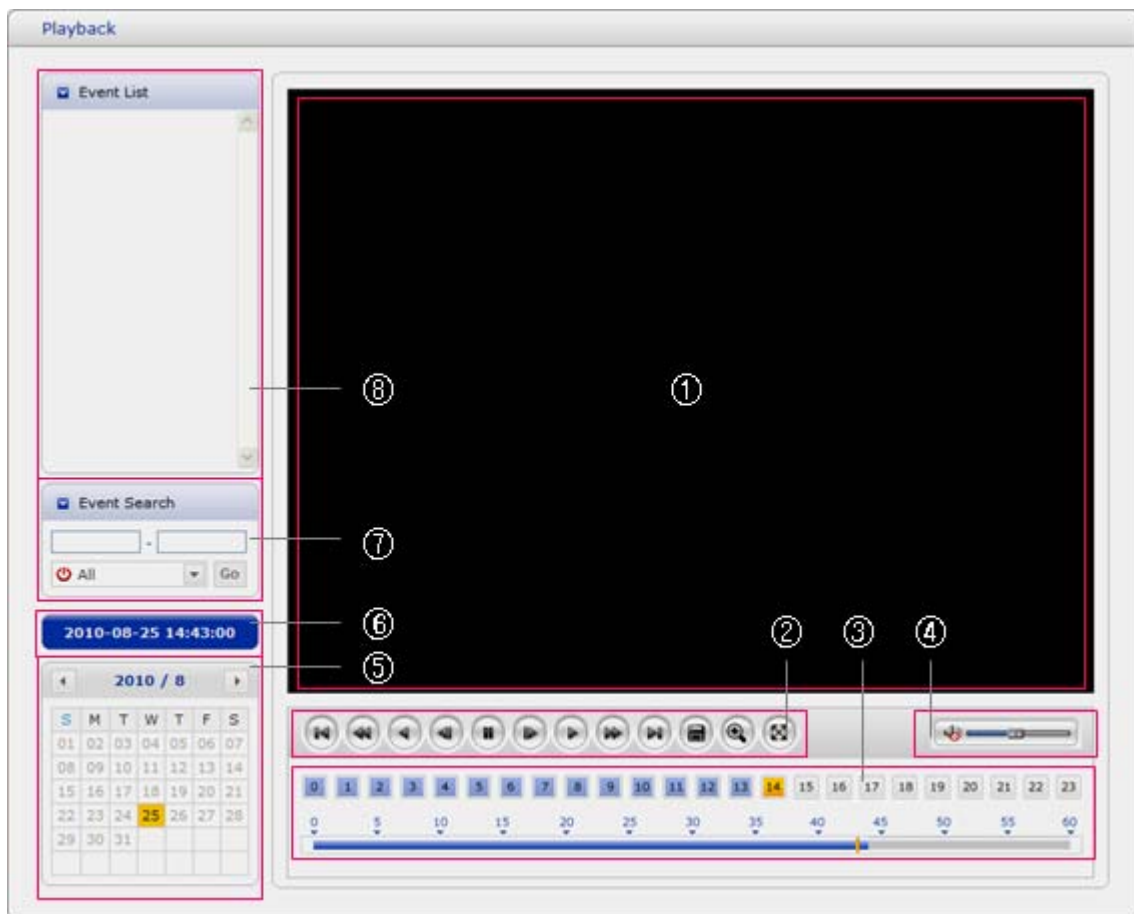 Playback
Event List
⑧
①
Event Search
-
⑦
All
Go
⑥
2010-08-25 14:43:00
② ③ ④
⑤
2010 / 8
S M T W T F S
01 02 03 04 05 06 07
08 09 10 11 12 13 14
15 16 17 18 19 20 21
22 23 24 25 26 27 28
29 30 31
0 1 2 3 4 5 6 7 8 9 10 11 12 13 14 15 16 17 18 19 20 21 22 23
0 5 10 15 20 25 30 35 40 45 50 55 60